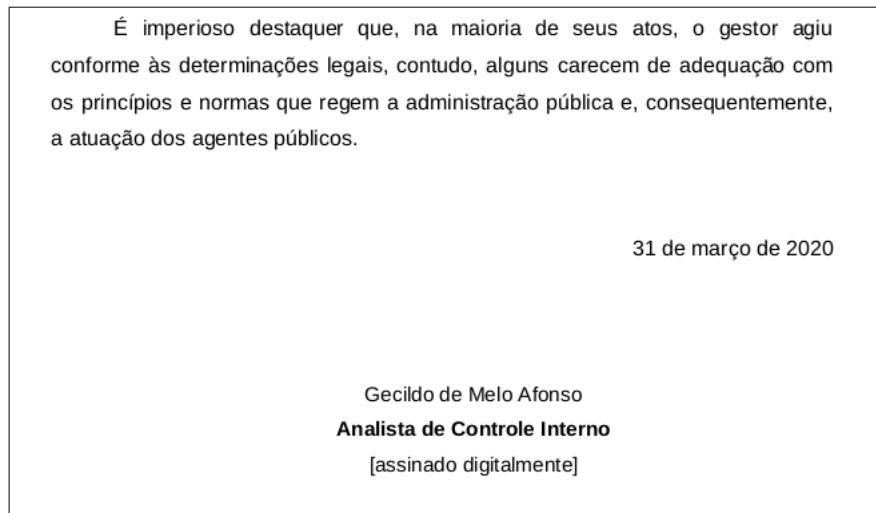 É imperioso destaquer que, na maioria de seus atos, o gestor agiu
conforme às determinações legais, contudo, alguns carecem de adequação com
os princípios e normas que regem a administração pública e, consequentemente,
a atuação dos agentes públicos.
31 de março de 2020
Gecildo de Melo Afonso
Analista de Controle Interno
[assinado digitalmente]